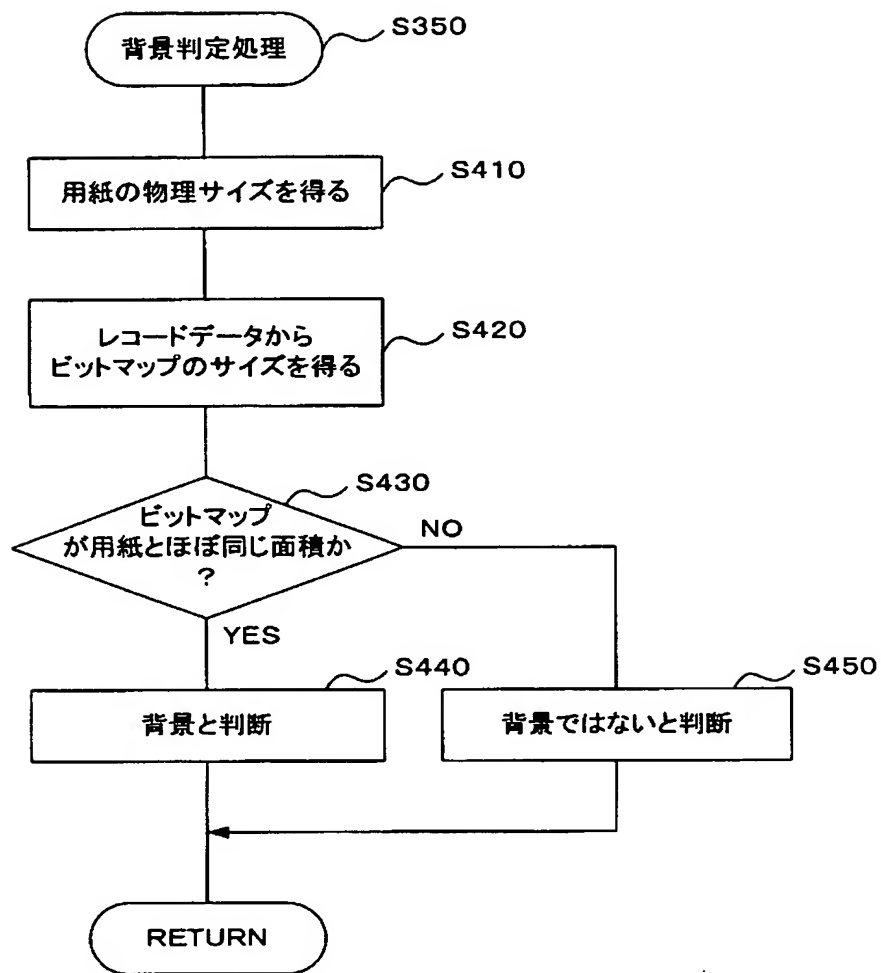 背景判定処理
S350
用紙の物理サイズを得る
S410
レコードデータから
ビットマップのサイズを得る
S420
S430
ビットマップ
が用紙とほぼ同じ面積か
?
NO
YES
S440
背景と判断
S450
背景ではないと判断
RETURN